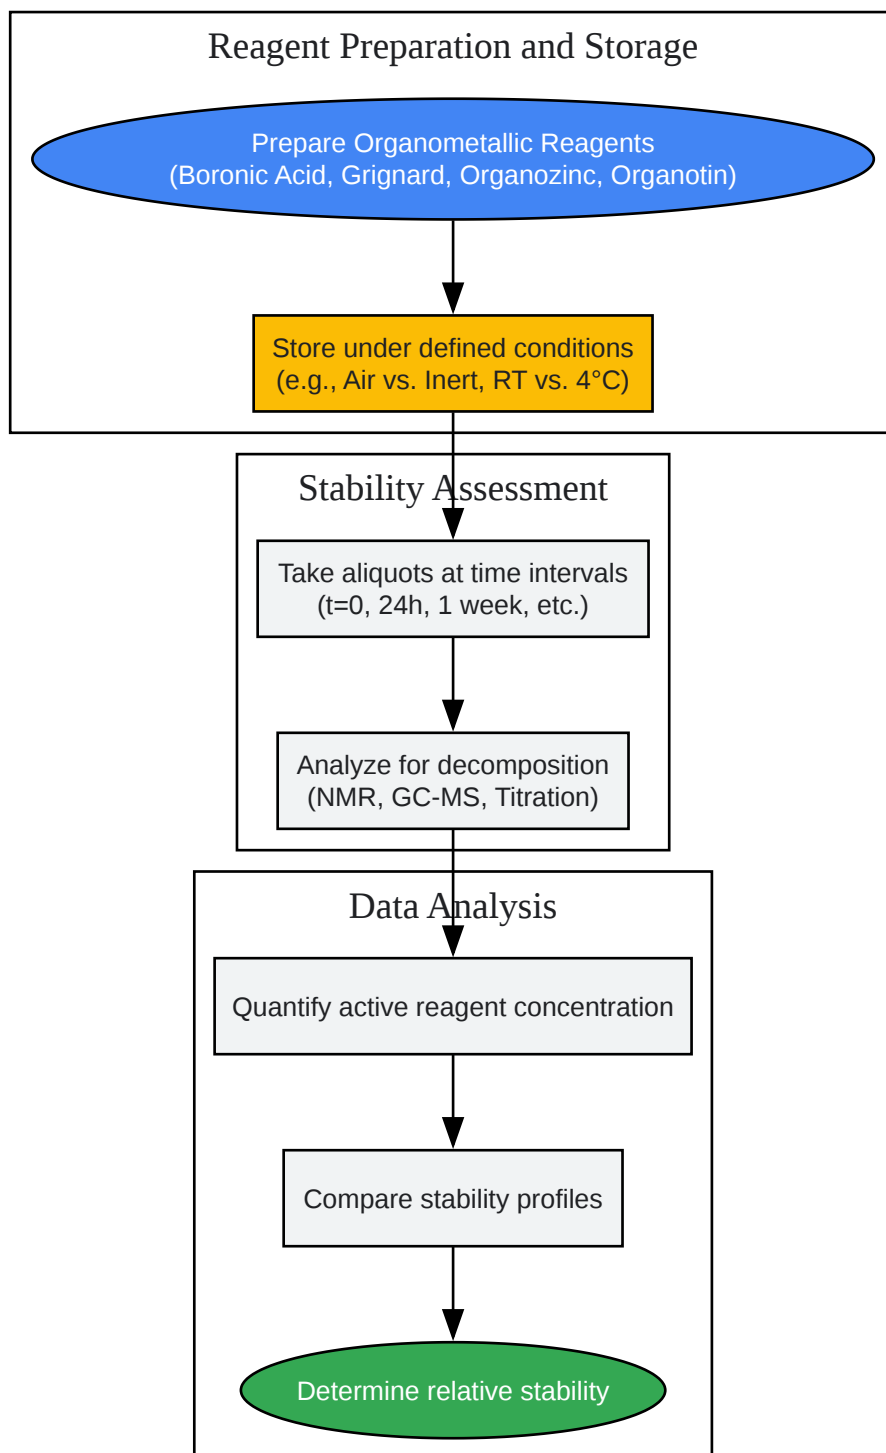 Reagent Preparation and Storage
Prepare Organometallic Reagents
(Boronic Acid, Grignard, Organozinc, Organotin)
Store under defined conditions
(e.g., Air vs. Inert, RT vs. 4°C)
Stability Assessment
Take aliquots at time intervals
(t=0, 24h, 1 week, etc.)
Analyze for decomposition
(NMR, GC-MS, Titration)
Data Analysis
Quantify active reagent concentration
Compare stability profiles
Determine relative stability